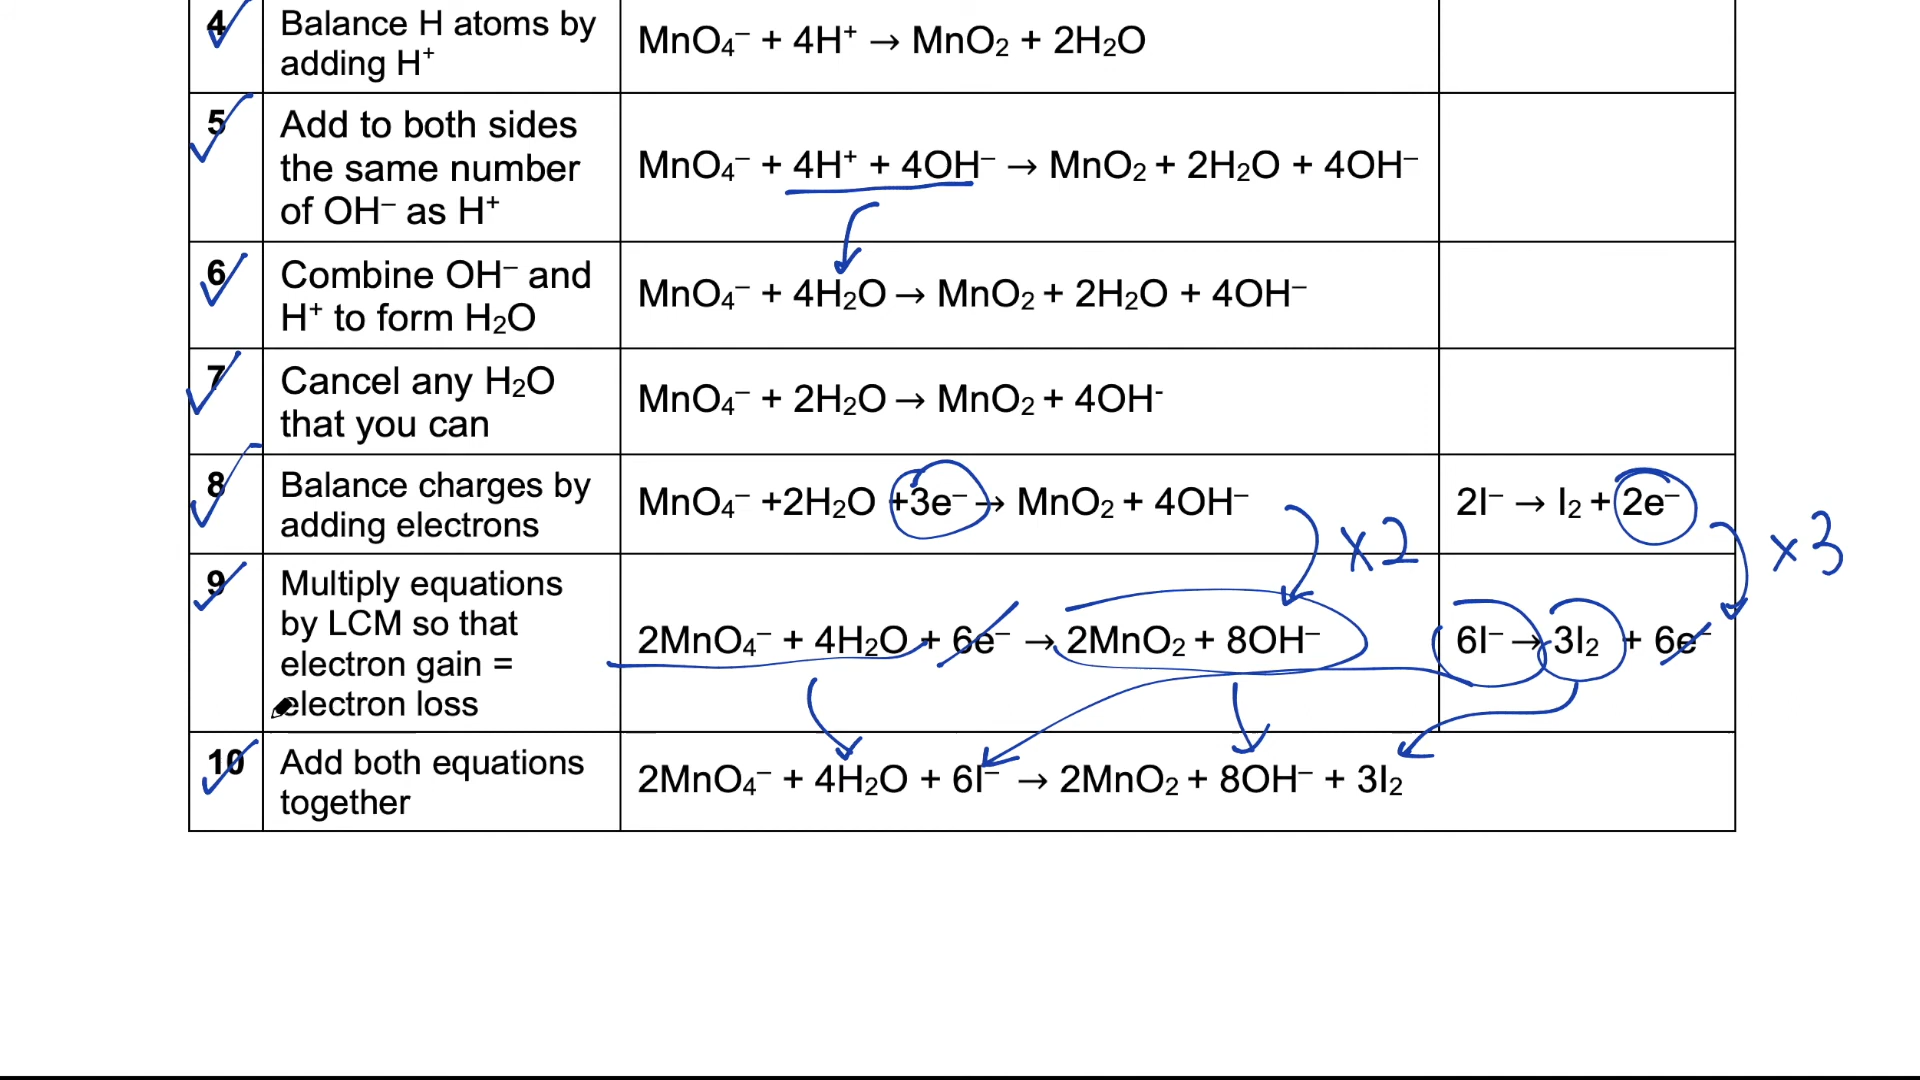 4 Balance H atoms by
adding H⁺
MnO₄⁻ + 4H⁺ → MnO₂ + 2H₂O
5 Add to both sides
the same number
of OH⁻ as H⁺
MnO₄⁻ + 4H⁺ + 4OH⁻ → MnO₂ + 2H₂O + 4OH⁻
6 Combine OH⁻ and
H⁺ to form H₂O
MnO₄⁻ + 4H₂O → MnO₂ + 2H₂O + 4OH⁻
7 Cancel any H₂O
that you can
MnO₄⁻ + 2H₂O → MnO₂ + 4OH⁻
8 Balance charges by
adding electrons
MnO₄⁻ +2H₂O +3e⁻ → MnO₂ + 4OH⁻
2I⁻ → I₂ + 2e⁻
×2
×3
9 Multiply equations
by LCM so that
electron gain =
electron loss
2MnO₄⁻ + 4H₂O + 6e⁻ → 2MnO₂ + 8OH⁻
6I⁻ → 3I₂ + 6e⁻
10 Add both equations
together
2MnO₄⁻ + 4H₂O + 6I⁻ → 2MnO₂ + 8OH⁻ + 3I₂